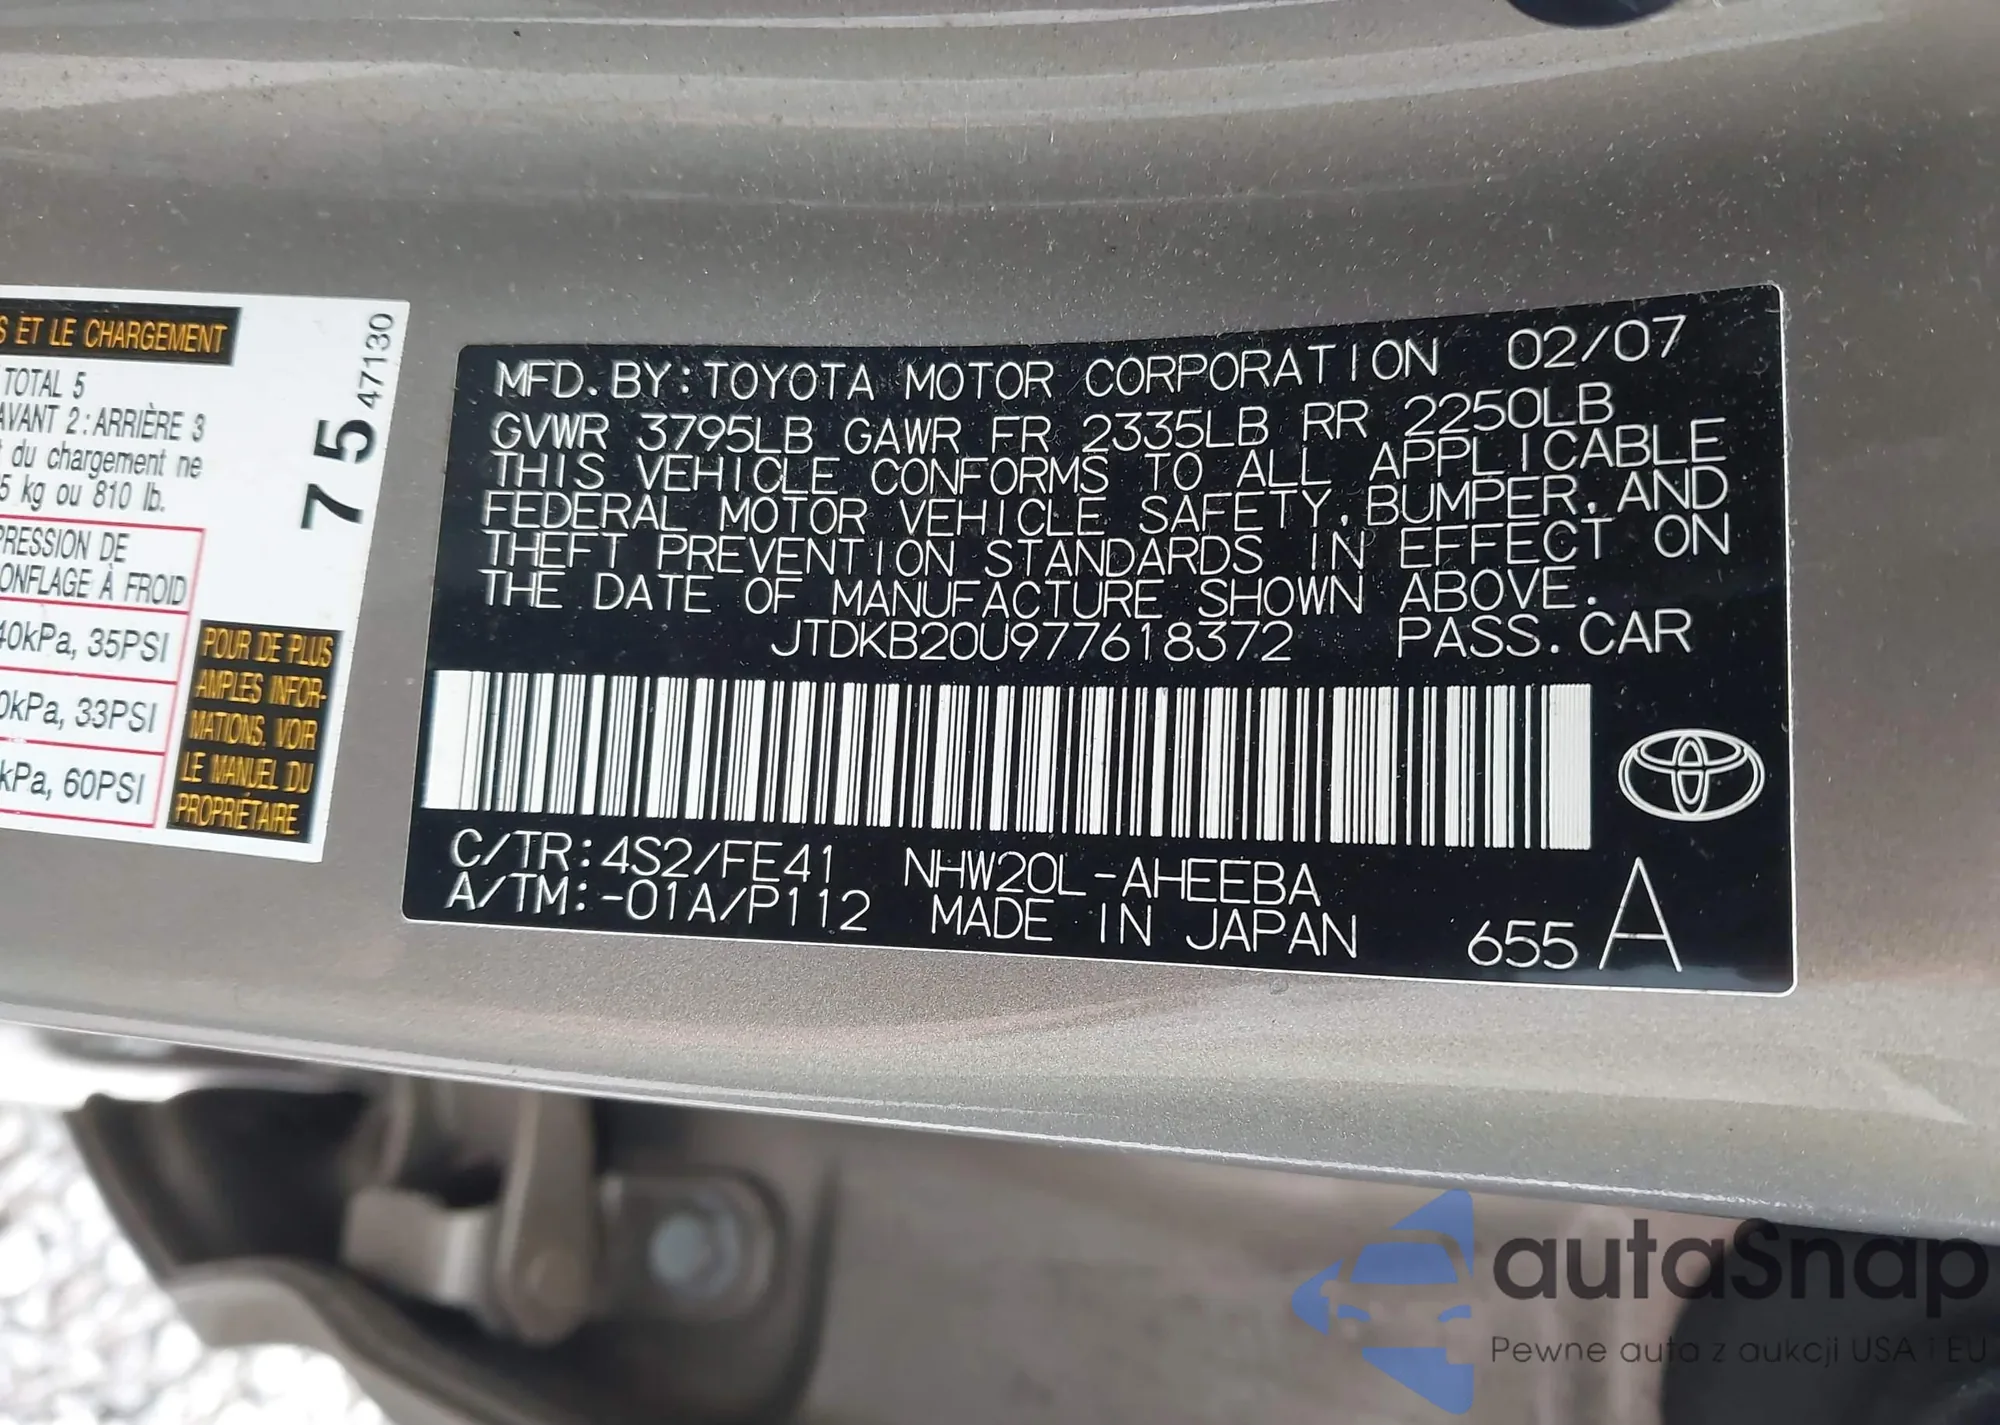 S ET LE CHARGEMENT
TOTAL 5
AVANT 2: ARRIÈRE 3
du chargement ne
5 kg ou 810 lb.
PRESSION DE
ONFLAGE À FROID
40kPa, 35PSI
0kPa, 33PSI
kPa, 60PSI
POUR DE PLUS
AMPLES INFOR-
MATIONS, VOIR
LE MANUEL DU
PROPRIÉTAIRE
75
47130
MFD. BY: TOYOTA MOTOR CORPORATION 02/07
GVWR 3795LB GAWR FR 2335LB RR 2250LB
THIS VEHICLE CONFORMS TO ALL APPLICABLE
FEDERAL MOTOR VEHICLE SAFETY, BUMPER, AND
THEFT PREVENTION STANDARDS IN EFFECT ON
THE DATE OF MANUFACTURE SHOWN ABOVE.
JTDKB20U977618372 PASS. CAR
C/TR: 4S2/FE41 NHW20L-AHEEBA
A/TM: -01A/P112 MADE IN JAPAN 655 A
autaSnap
Pewne auta z aukcji USA i EU